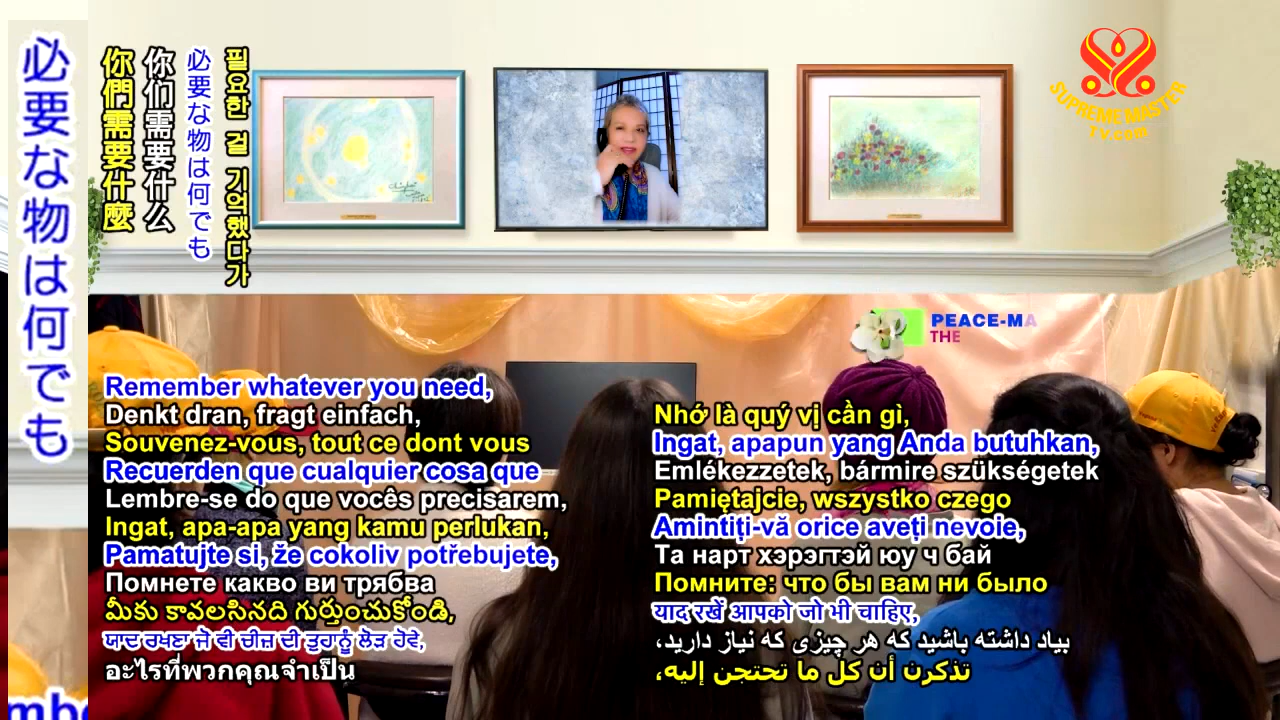 必要な物は何でも
你們需要什麼
你们需要什么
必要な物は何でも
필요한 걸 기억했다가
SUPREME MASTER
TV.com
PEACE-MA
THE
Remember whatever you need,
Denkt dran, fragt einfach,
Souvenez-vous, tout ce dont vous
Recuerden que cualquier cosa que
Lembre-se do que vocês precisarem,
Ingat, apa-apa yang kamu perlukan,
Pamatujte si, že cokoliv potřebujete,
Помнете какво ви трябва
మీకు కావలసినది గుర్తుంచుకోండి,
ਯਾਦ ਰਖਣਾ ਜੋ ਵੀ ਚੀਜ਼ ਦੀ ਤੁਹਾਨੂੰ ਲੋੜ ਹੋਵੇ,
อะไรที่พวกคุณจำเป็น
Nhớ là quý vị cần gì,
Ingat, apapun yang Anda butuhkan,
Emlékezzetek, bármire szükségetek
Pamiętajcie, wszystko czego
Amintiți-vă orice aveți nevoie,
Та нарт хэрэгтэй юу ч бай
Помните: что бы вам ни было
याद रखें आपको जो भी चाहिए,
بیاد داشته باشید که هر چیزی که نیاز دارید،
تذكرن أن كل ما تحتجن إليه،